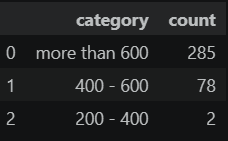 category count
0 more than 600 285
1 400 - 600 78
2 200 - 400 2